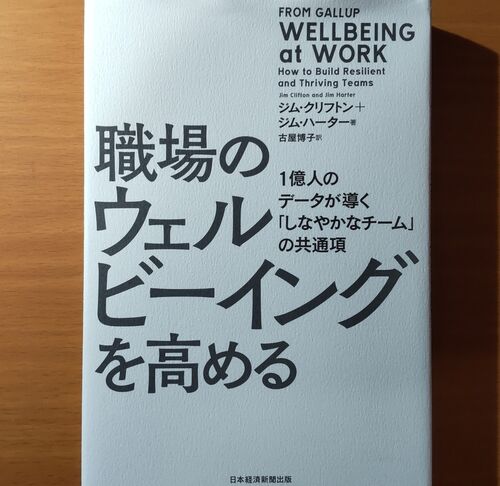 FROM GALLUP
WELLBEING
at WORK
How to Build Resilient
and Thriving Teams
Jim Clifton and Jim Harter
ジム・クリフトン+
ジム・ハーター 著
古屋博子 訳
職場の
ウェル
ビーイング
を高める
1億人の
データが導く
「しなやかなチーム」
の共通項
日本経済新聞出版